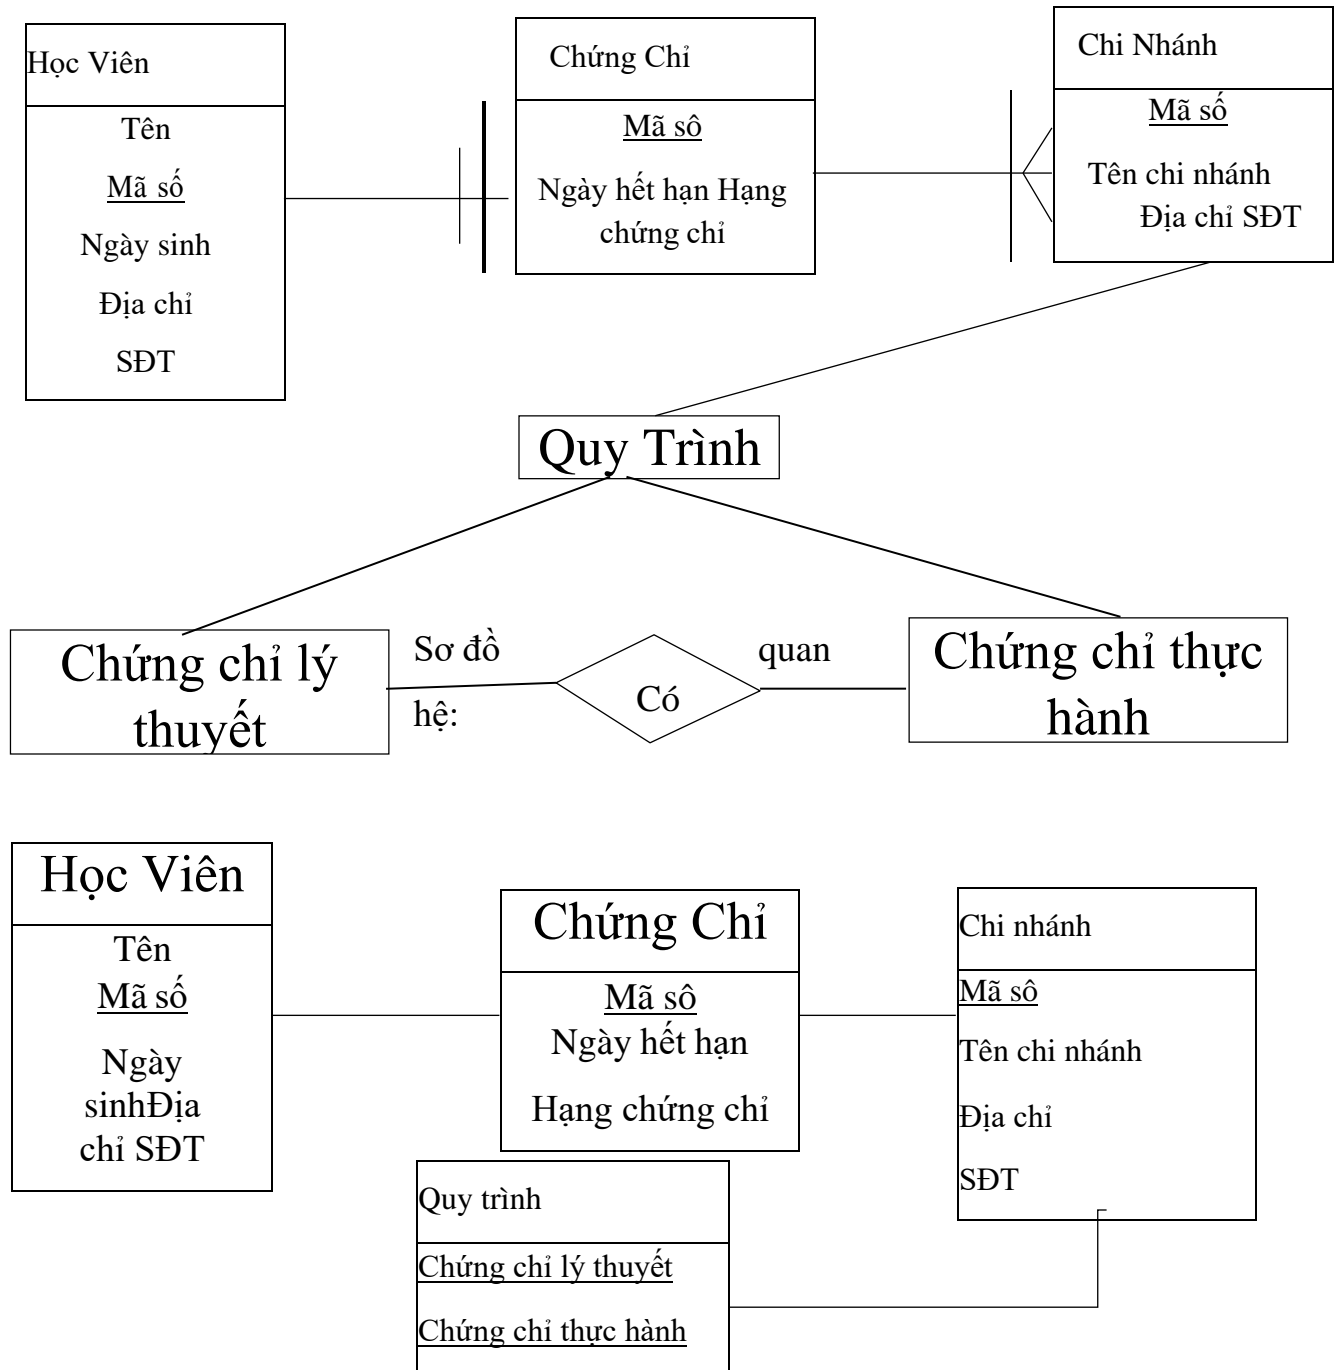 Học Viên
Tên
Mã số
Ngày sinh
Địa chỉ
SĐT
Chứng Chỉ
Mã sô
Ngày hết hạn Hạng
chứng chỉ
Chi Nhánh
Mã số
Tên chi nhánh
Địa chỉ SĐT
Quy Trình
Chứng chỉ lý
thuyết
Sơ đồ
hệ:
Có
quan
Chứng chỉ thực
hành
Học Viên
Tên
Mã số
Ngày
sinhĐịa
chỉ SĐT
Chứng Chỉ
Mã sô
Ngày hết hạn
Hạng chứng chỉ
Chi nhánh
Mã sô
Tên chi nhánh
Địa chỉ
SĐT
Quy trình
Chứng chỉ lý thuyết
Chứng chỉ thực hành